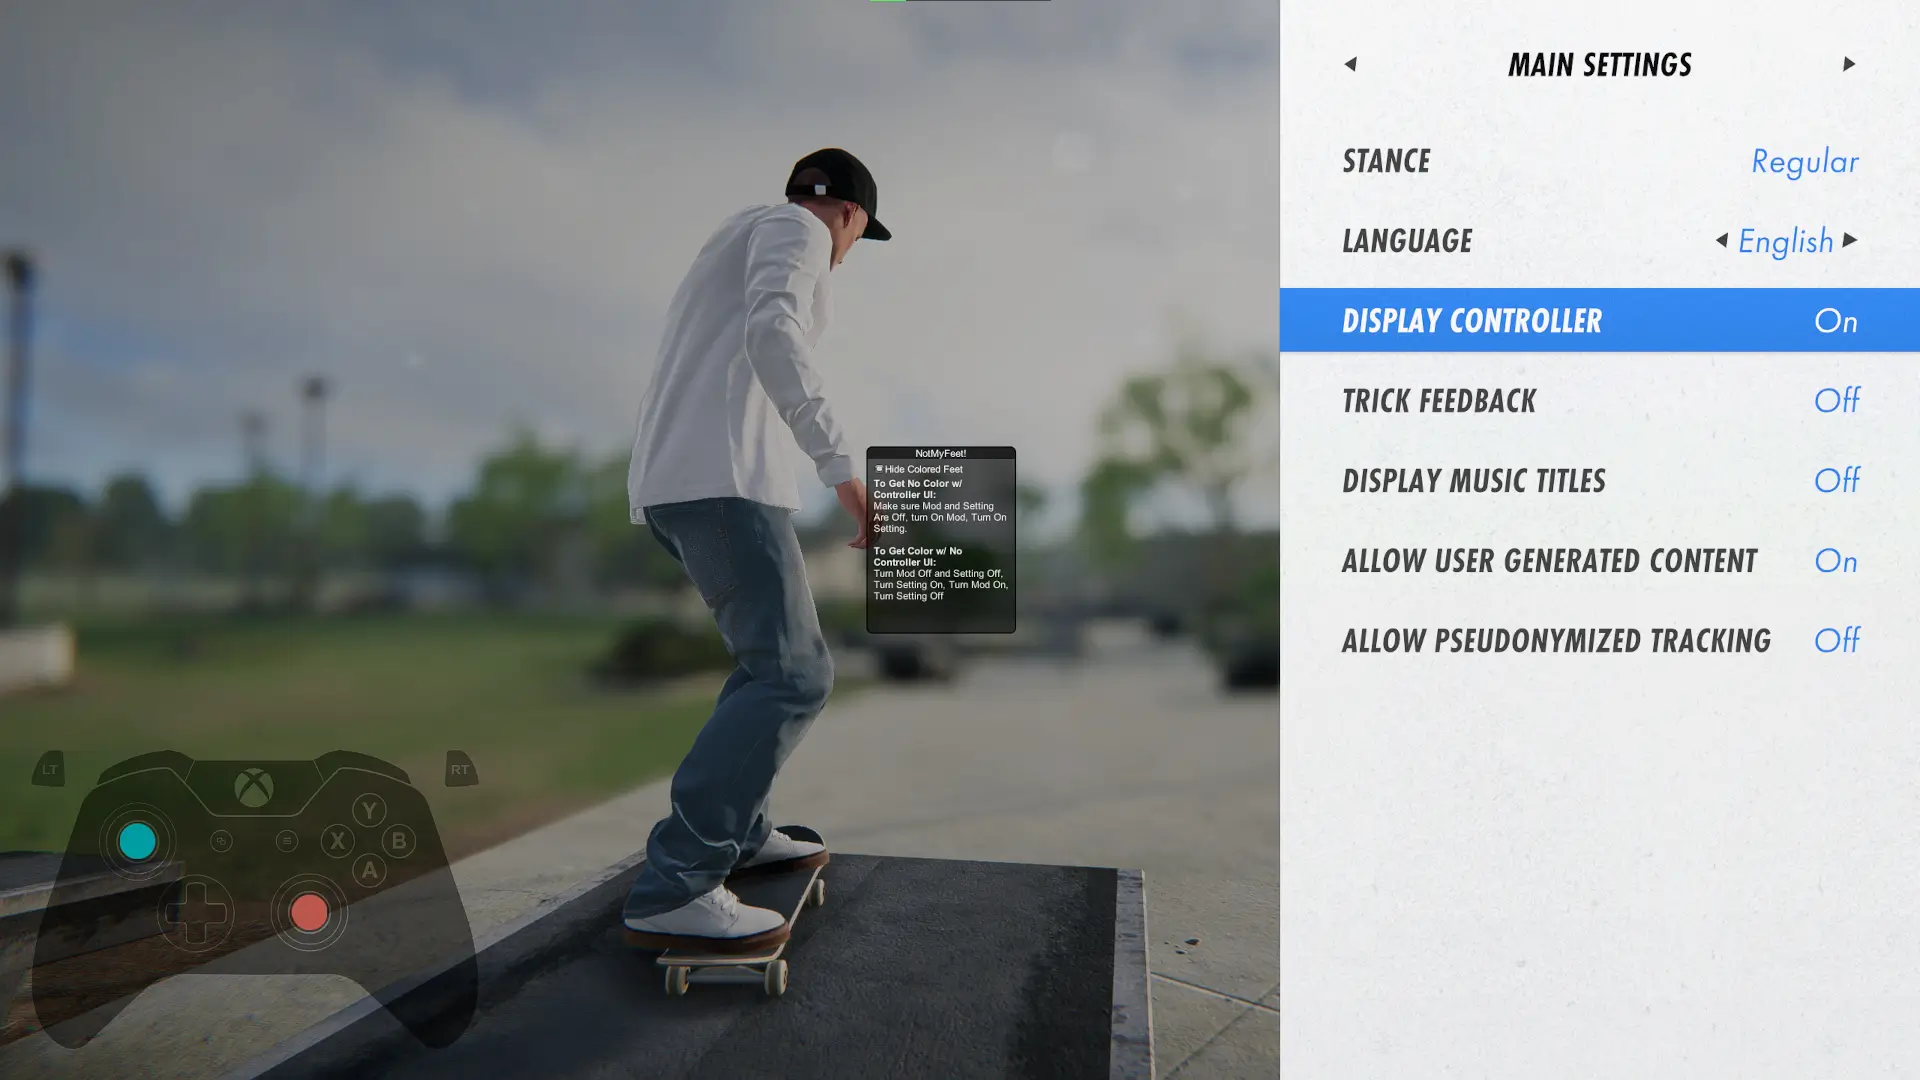 MAIN SETTINGS
STANCE Regular
LANGUAGE English
DISPLAY CONTROLLER On
TRICK FEEDBACK Off
DISPLAY MUSIC TITLES Off
ALLOW USER GENERATED CONTENT On
ALLOW PSEUDONYMIZED TRACKING Off
NotMyFeet!
Hide Colored Feet
To Get No Color w/
Controller UI:
Make sure Mod and Setting
Are Off, turn On Mod, Turn On
Setting.
To Get Color w/ No
Controller UI:
Turn Mod Off and Setting Off,
Turn Setting On, Turn Mod On,
Turn Setting Off
LT
RT
Y
X
B
A